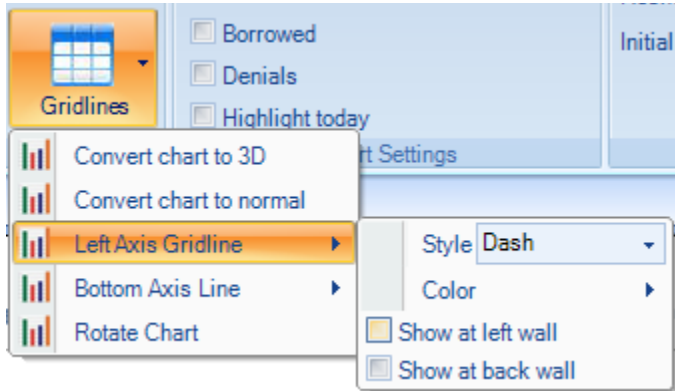 Borrowed
Initial
Denials
Gridlines
Highlight today
Convert chart to 3D
rt Settings
Convert chart to normal
Left Axis Gridline
Style Dash
Bottom Axis Line
Color
Rotate Chart
Show at left wall
Show at back wall